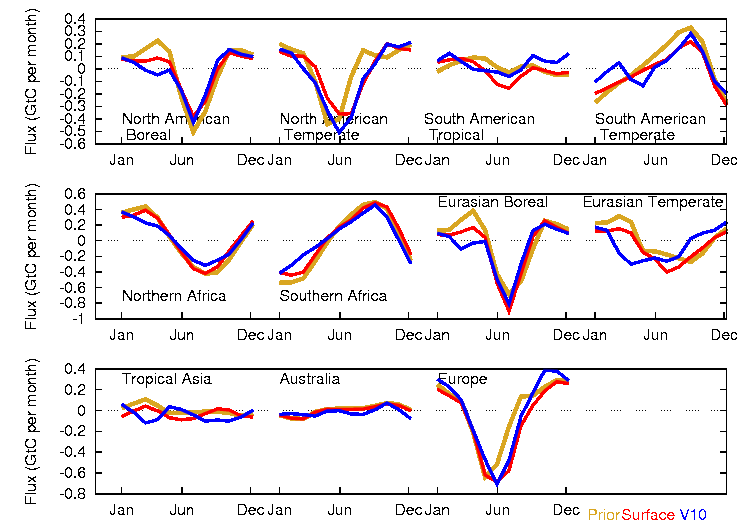 Flux (GtC per month)
0.4
0.3
0.2
0.1
0
-0.1
-0.2
-0.3
-0.4
-0.5
-0.6
North American
Boreal
North American
Temperate
South American
Tropical
South American
Temperate
Jan Jun Dec Jan Jun Dec Jan Jun Dec Jan Jun Dec
Flux (GtC per month)
0.6
0.4
0.2
0
-0.2
-0.4
-0.6
-0.8
-1
Northern Africa
Southern Africa
Eurasian Boreal
Eurasian Temperate
Jan Jun Dec Jan Jun Dec Jan Jun Dec Jan Jun Dec
Flux (GtC per month)
0.4
0.2
0
-0.2
-0.4
-0.6
-0.8
Tropical Asia
Australia
Europe
Jan Jun Dec Jan Jun Dec Jan Jun Dec
Prior Surface V10